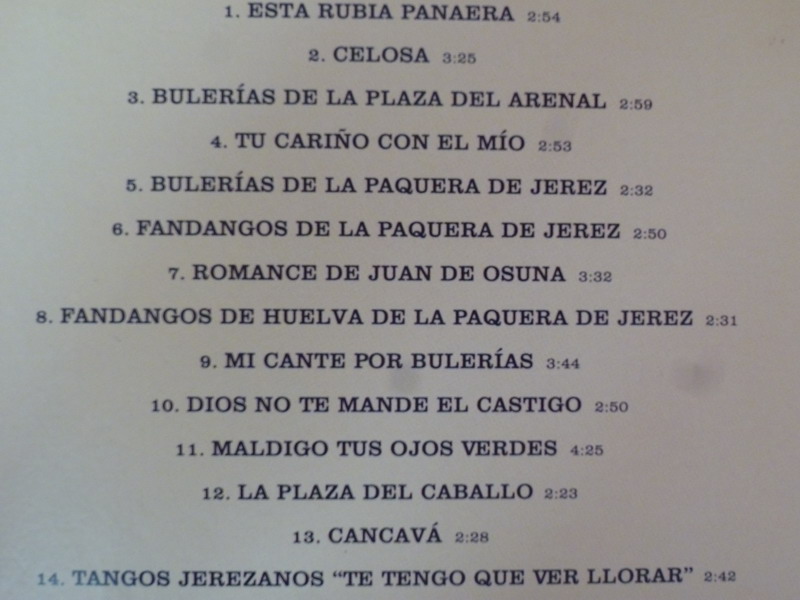 1. ESTA RUBIA PANAERA 2:54
2. CELOSA 3:25
3. BULERÍAS DE LA PLAZA DEL ARENAL 2:59
4. TU CARIÑO CON EL MÍO 2:53
5. BULERÍAS DE LA PAQUERA DE JEREZ 2:32
6. FANDANGOS DE LA PAQUERA DE JEREZ 2:50
7. ROMANCE DE JUAN DE OSUNA 3:32
8. FANDANGOS DE HUELVA DE LA PAQUERA DE JEREZ 2:31
9. MI CANTE POR BULERÍAS 3:44
10. DIOS NO TE MANDE EL CASTIGO 2:50
11. MALDIGO TUS OJOS VERDES 4:25
12. LA PLAZA DEL CABALLO 2:23
13. CANCAVÁ 2:28
14. TANGOS JEREZANOS “TE TENGO QUE VER LLORAR” 2:42